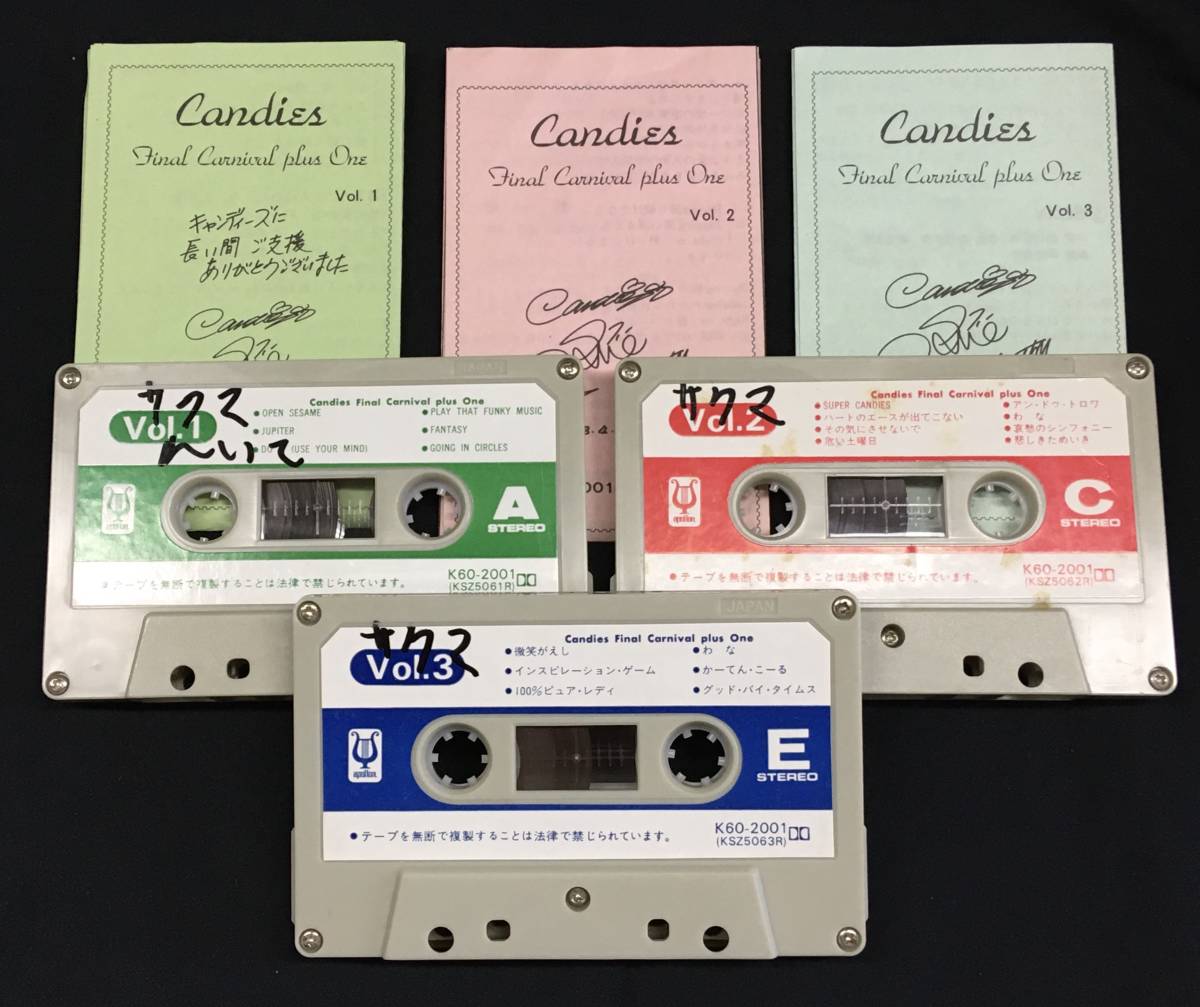 Candies
Final Carnival plus One
Vol. 1
キャンディーズに
長い間 ご支援
ありがとうございました
Candies
Candies
Final Carnival plus One
Vol. 2
Candies
Candies
Final Carnival plus One
Vol. 3
Candies
JAPAN
サクマ
Candies Final Carnival plus One
Vol.1
• OPEN SESAME
• JUPITER
(USE YOUR MIND)
• PLAY THAT FUNKY MUSIC
• FANTASY
• GOING IN CIRCLES
apollon
A
STEREO
• テープを無断で複製することは法律で禁じられています。
K60-2001
(KSZ5061R)
サクマ
Candies Final Carnival plus One
Vol.2
• SUPER CANDIES
• ハートのエースが出てこない
• その気にさせないで
• 危い土曜日
• アン・ドゥ・トロワ
• わ な
• 哀愁のシンフォニー
• 悲しきためいき
apollon
C
STEREO
• テープを無断で複製することは法律で禁じられています。
K60-2001
(KSZ5062R)
JAPAN
サクマ
Candies Final Carnival plus One
Vol.3
• 微笑がえし
• インスピレーション・ゲーム
• 100%ピュア・レディ
• わ な
• かーてん・こーる
• グッド・バイ・タイムス
apollon
E
STEREO
• テープを無断で複製することは法律で禁じられています。
K60-2001
(KSZ5063R)